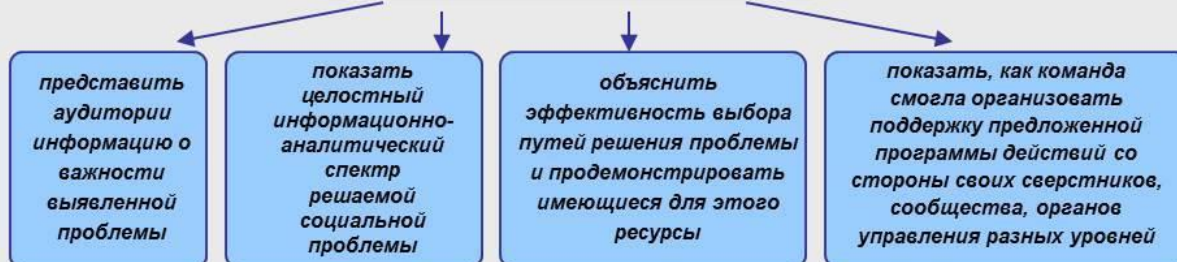 представить
аудитории
информацию о
важности
выявленной
проблемы
показать
целостный
информационно-
аналитический
спектр
решаемой
социальной
проблемы
объяснить
эффективность выбора
путей решения проблемы
и продемонстрировать
имеющиеся для этого
ресурсы
показать, как команда
смогла организовать
поддержку предложенной
программы действий со
стороны своих сверстников,
сообщества, органов
управления разных уровней